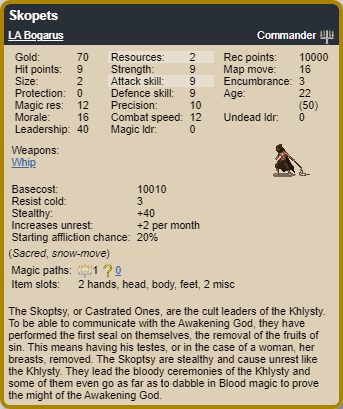 Skopets
LA Bogarus Commander
Gold: 70 Resources: 2 Rec points: 10000
Hit points: 9 Strength: 9 Map move: 16
Size: 2 Attack skill: 9 Encumbrance: 3
Protection: 0 Defence skill: 9 Age: 22
Magic res: 12 Precision: 10 (50)
Morale: 16 Combat speed: 12 Undead ldr: 0
Leadership: 40 Magic ldr: 0
Weapons:
Whip
Basecost: 10010
Resist cold: 3
Stealthy: +40
Increases unrest: +2 per month
Starting affliction chance: 20%
(Sacred, snow-move)
Magic paths: 1 ? 0
Item slots: 2 hands, head, body, feet, 2 misc
The Skoptsy, or Castrated Ones, are the cult leaders of the Khlysty.
To be able to communicate with the Awakening God, they have
performed the first seal on themselves, the removal of the fruits of
sin. This means having his testes, or in the case of a woman, her
breasts, removed. The Skoptsy are stealthy and cause unrest like
the Khlysty. They lead the bloody ceremonies of the Khlysty and
some of them even go as far as to dabble in Blood magic to prove
the might of the Awakening God.